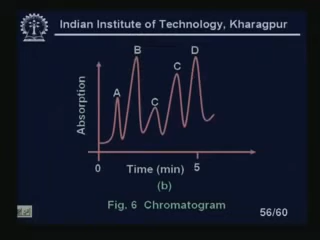 Indian Institute of Technology, Kharagpur
B
D
C
A
C
Absorption
0
Time (min)
5
(b)
Fig. 6 Chromatogram
56/60